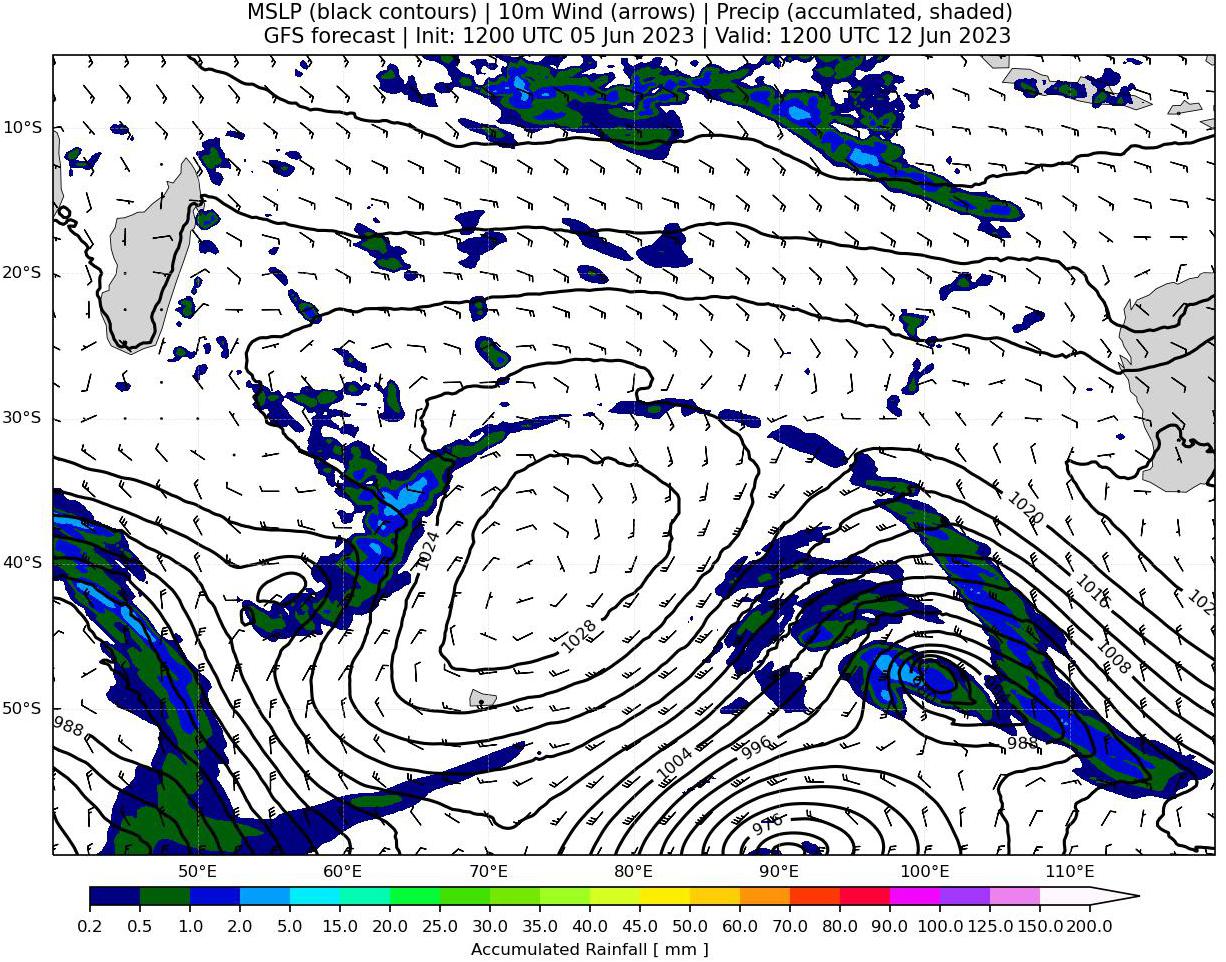 MSLP (black contours) | 10m Wind (arrows) | Precip (accumlated, shaded)
GFS forecast | Init: 1200 UTC 05 Jun 2023 | Valid: 1200 UTC 12 Jun 2023
10°S
20°S
30°S
40°S
50°S
1020
1024
1016
102
1028
1008
988
988
1004
996
976
50°E
60°E
70°E
80°E
90°E
100°E
110°E
0.2 0.5 1.0 2.0 5.0 10.0 15.0 20.0 25.0 30.0 35.0 40.0 45.0 50.0 60.0 70.0 80.0 90.0 100.0 125.0 150.0 200.0
Accumulated Rainfall [ mm ]